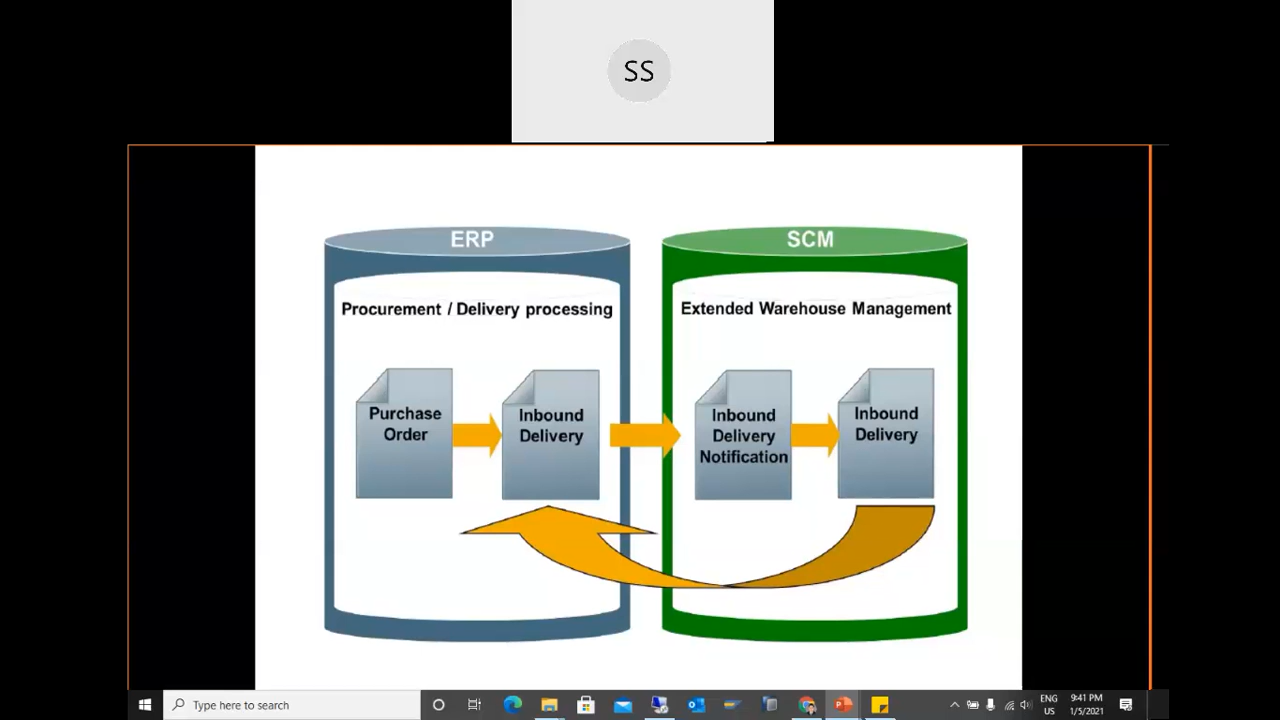 SS
ERP
SCM
Procurement / Delivery processing
Extended Warehouse Management
Purchase
Order
Inbound
Delivery
Inbound
Delivery
Notification
Inbound
Delivery
Type here to search
ENG
US
9:41 PM
1/5/2021